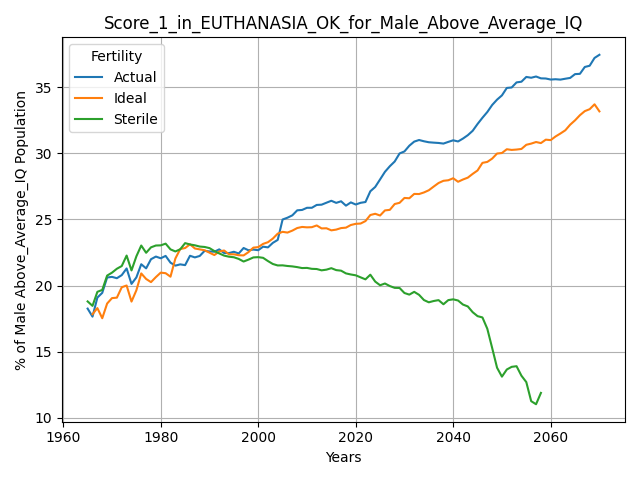 Score_1_in_EUTHANASIA_OK_for_Male_Above_Average_IQ
Fertility
Actual
Ideal
Sterile
% of Male Above_Average_IQ Population
35
30
25
20
15
10
1960
1980
2000
2020
2040
2060
Years